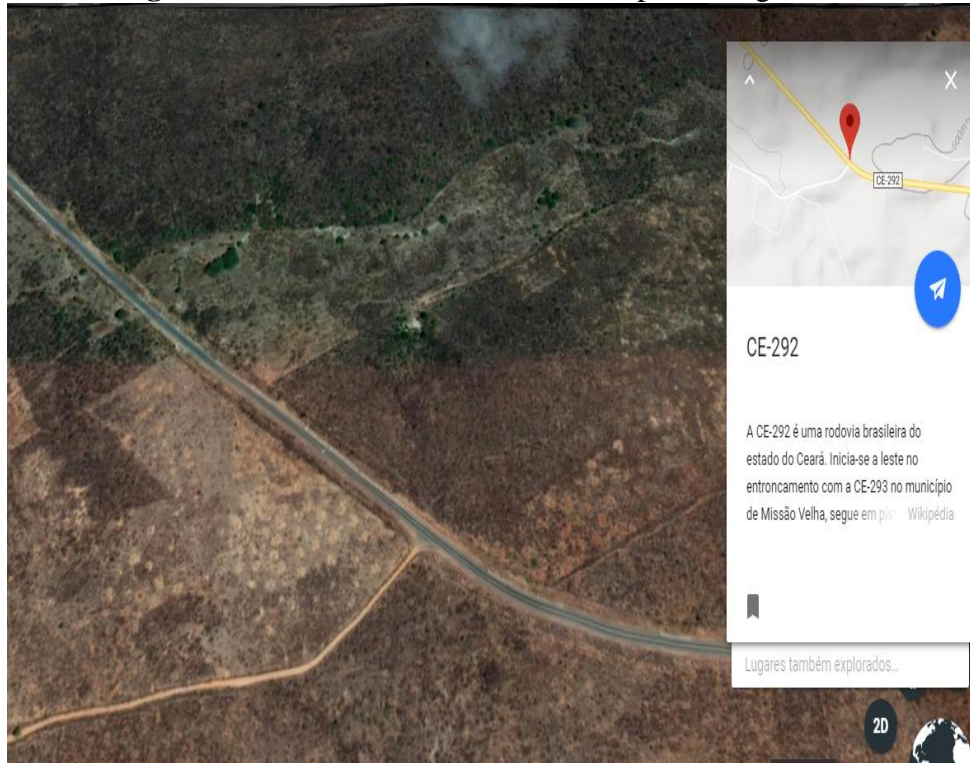 CE-292
600m
CE-292
A CE-292 é uma rodovia brasileira do
estado do Ceará. Inicia-se a leste no
entroncamento com a CE-293 no município
de Missão Velha, segue em Wikipédia
Lugares também explorados...
2D